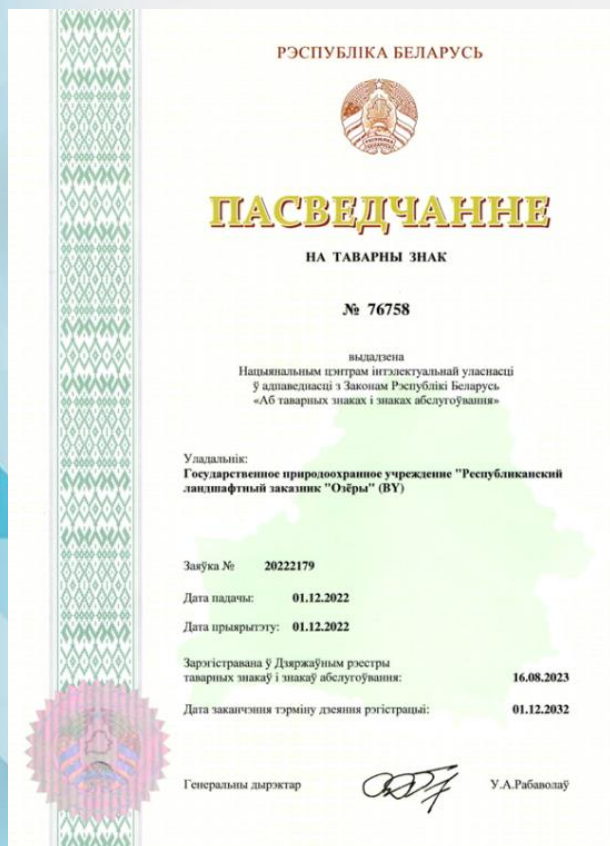 РЭСПУБЛІКА БЕЛАРУСЬ
ПАСВЕДЧАННЕ
НА ТАВАРНЫ ЗНАК
№ 76758
выдадзена
Нацыянальным цэнтрам інтэлектуальнай уласнасці
ў адпаведнасці з Законам Рэспублікі Беларусь
«Аб таварных знаках і знаках абслугоўвання»
Уладальнік:
Государственное природоохранное учреждение "Республиканский
ландшафтный заказник "Озёры" (BY)
Заяўка № 20222179
Дата падачы: 01.12.2022
Дата прыярытэту: 01.12.2022
Зарэгістравана ў Дзяржаўным рэестры
таварных знакаў і знакаў абслугоўвання: 16.08.2023
Дата заканчэння тэрміну дзеяння рэгістрацыі: 01.12.2032
Генеральны дырэктар У.А.Рабаволаў